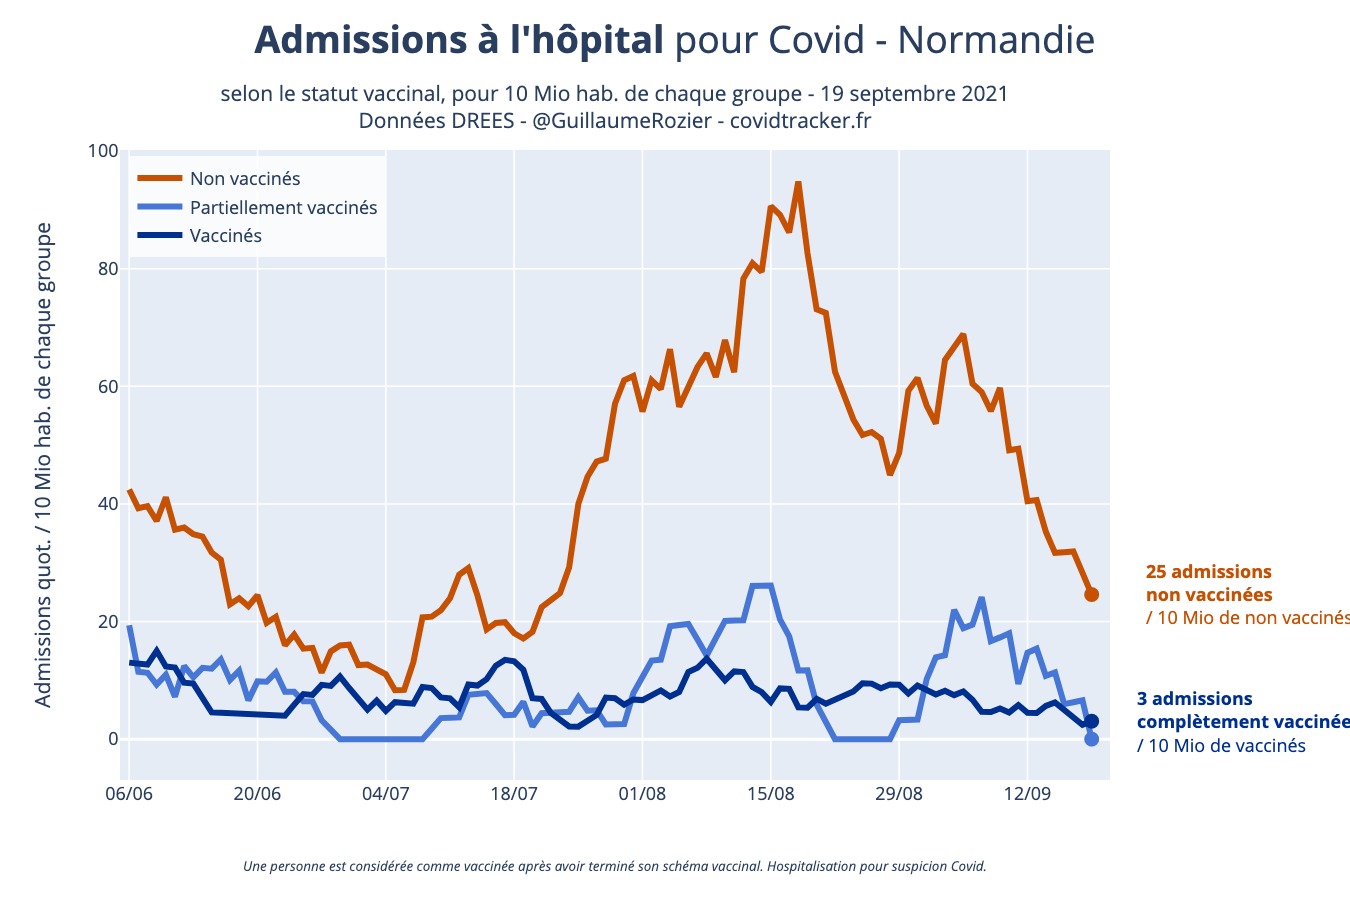 Admissions à l'hôpital pour Covid - Normandie
selon le statut vaccinal, pour 10 Mio hab. de chaque groupe - 19 septembre 2021
Données DREES - @GuillaumeRozier - covidtracker.fr
Admissions quot. / 10 Mio hab. de chaque groupe
100
80
60
40
20
0
Non vaccinés
Partiellement vaccinés
Vaccinés
25 admissions
non vaccinées
/ 10 Mio de non vaccinés
3 admissions
complètement vaccinée
/ 10 Mio de vaccinés
06/06 20/06 04/07 18/07 01/08 15/08 29/08 12/09
Une personne est considérée comme vaccinée après avoir terminé son schéma vaccinal. Hospitalisation pour suspicion Covid.